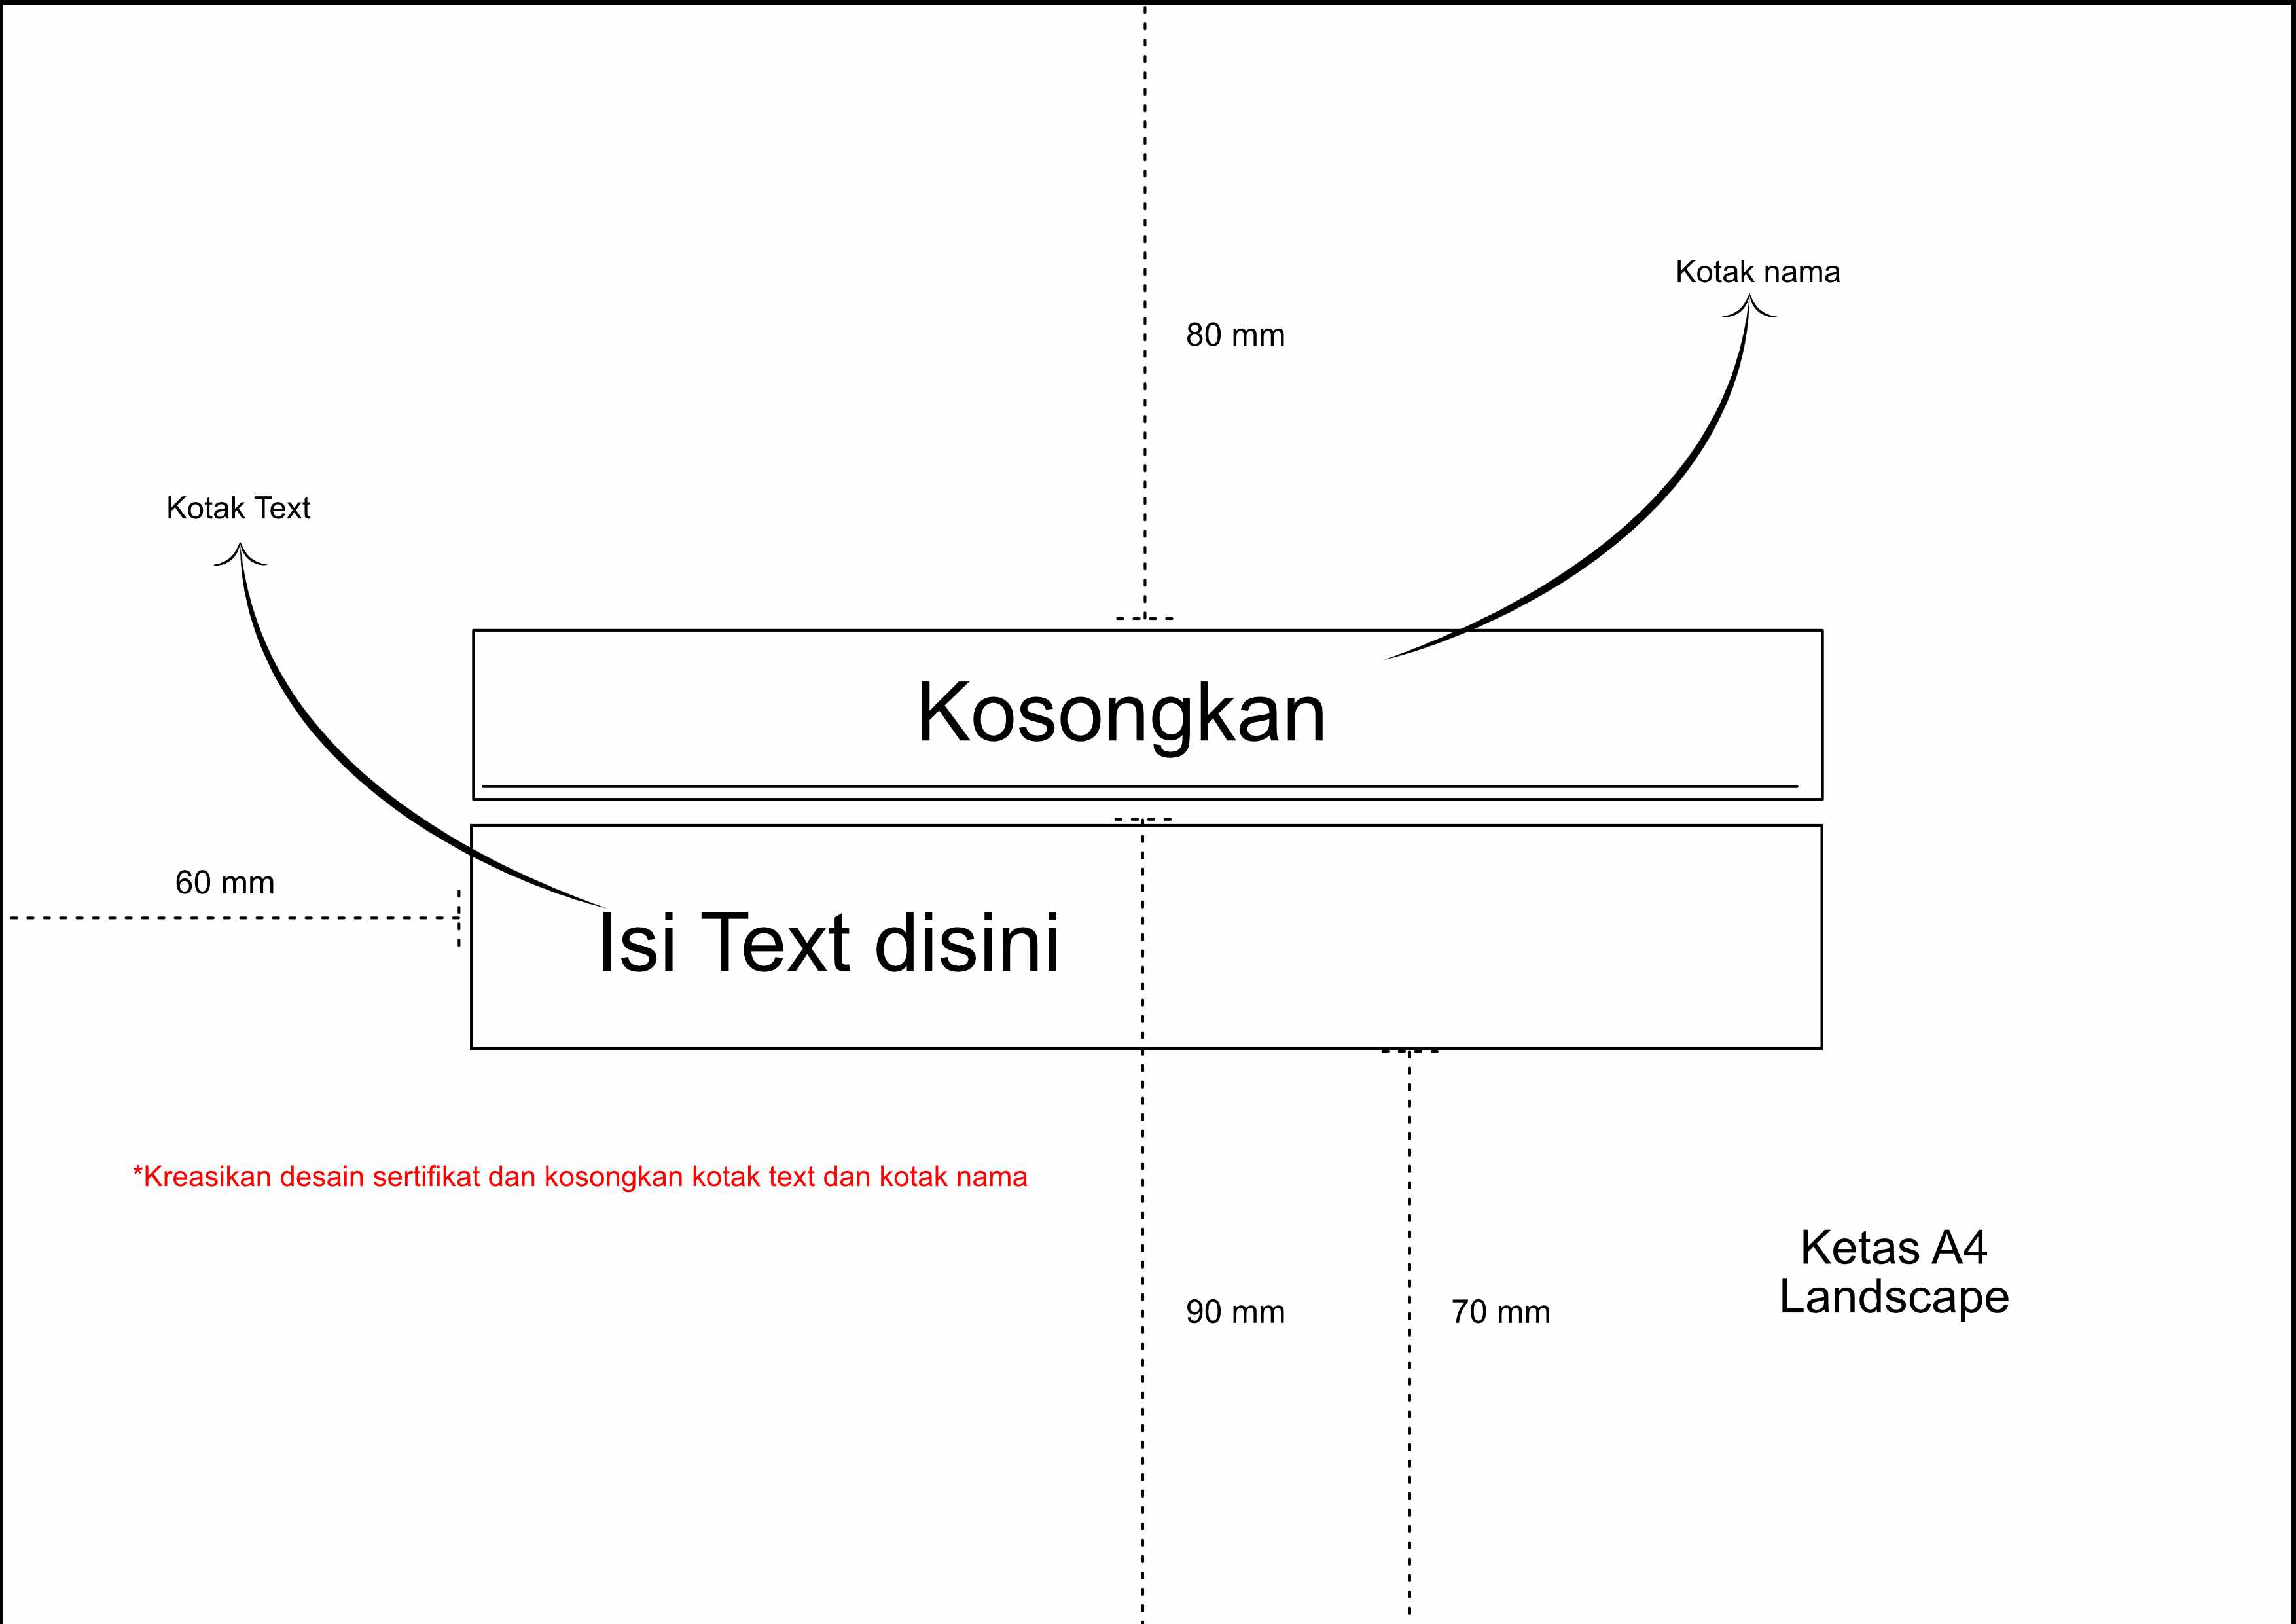 Kotak nama
80 mm
Kotak Text
Kosongkan
60 mm
Isi Text disini
*Kreasikan desain sertifikat dan kosongkan kotak text dan kotak nama
Ketas A4
Landscape
90 mm
70 mm